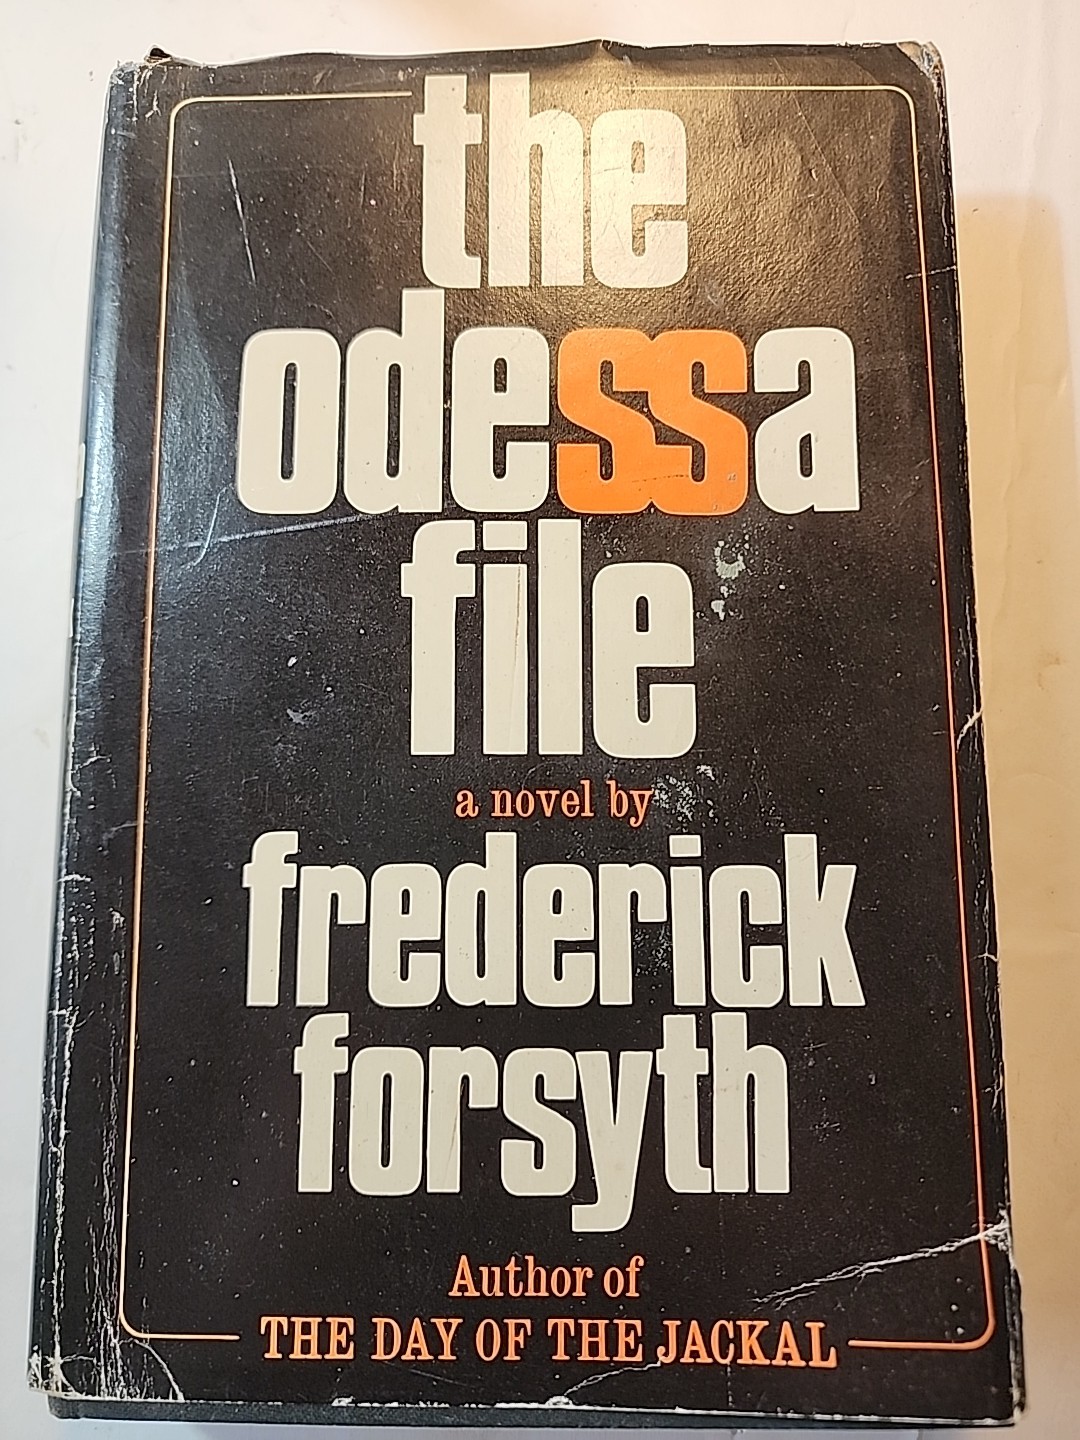 the
odessa
file
a novel by
frederick
forsyth
Author of
THE DAY OF THE JACKAL